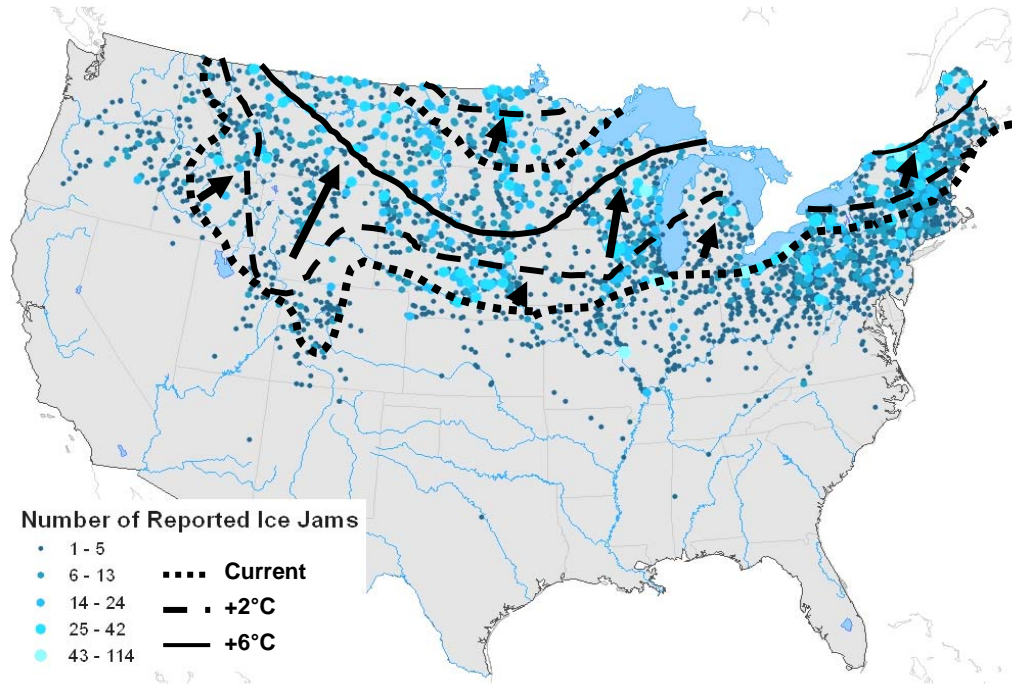 Number of Reported Ice Jams
1 - 5
6 - 13
14 - 24
25 - 42
43 - 114
Current
+2°C
+6°C